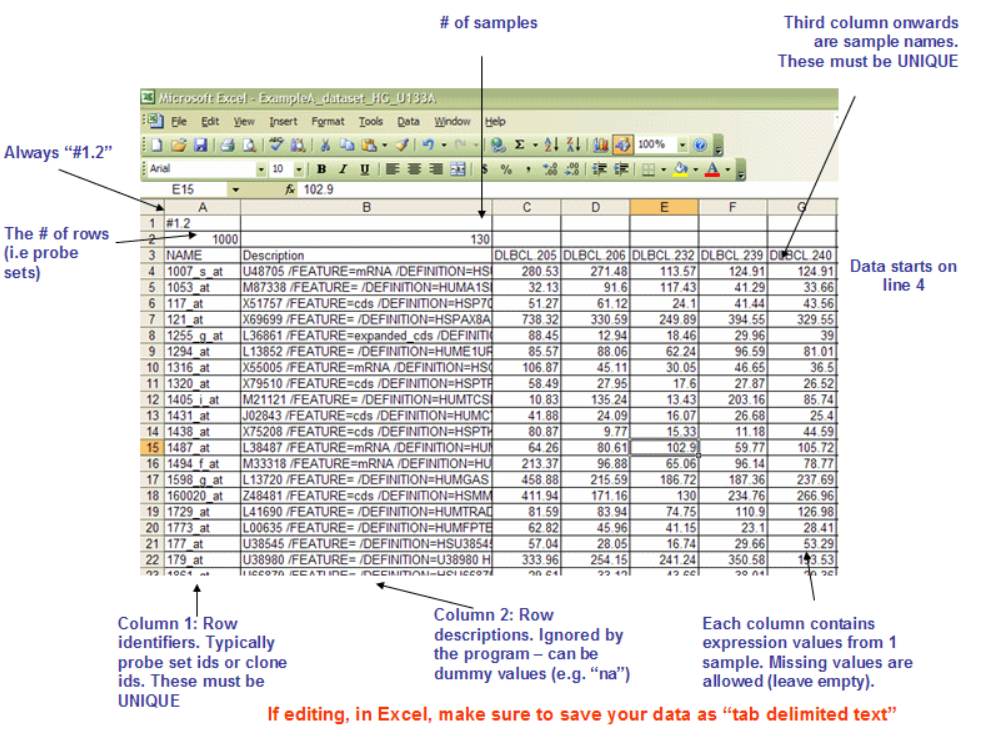 # of samples
Third column onwards
are sample names.
These must be UNIQUE
Microsoft Excel - ExampleA_dataset_HG_U133A
File Edit View Insert Format Tools Data Window Help
Σ 100%
Always “#1.2”
Arial 10 B I U $ % , A
E15 fx 102.9
A B C D E F G
1 #1.2
The # of rows
(i.e probe
sets)
2 1000 130
3 NAME Description DLBCL.205 DLBCL.206 DLBCL.232 DLBCL.239 DLBCL.240
Data starts on
line 4
4 1007_s_at U48705 /FEATURE=mRNA /DEFINITION=HS 280.53 271.48 113.57 124.91 124.91
5 1053_at M87338 /FEATURE= /DEFINITION=HUMA1S 32.13 91.6 117.43 41.29 33.66
6 117_at X51757 /FEATURE=cds /DEFINITION=HSP70 51.27 61.12 24.1 41.44 43.56
7 121_at X69699 /FEATURE= /DEFINITION=HSPAX8A 738.32 330.59 249.89 394.55 329.55
8 1255_g_at L36861 /FEATURE=expanded_cds /DEFINITI 88.45 12.94 18.46 29.96 39
9 1294_at L13852 /FEATURE= /DEFINITION=HUME1UR 85.57 88.06 62.24 96.59 81.01
10 1316_at X55005 /FEATURE=mRNA /DEFINITION=HS 106.87 45.11 30.05 46.65 36.5
11 1320_at X79510 /FEATURE=cds /DEFINITION=HSPTP 58.49 27.95 17.6 27.87 26.52
12 1405_i_at M21121 /FEATURE= /DEFINITION=HUMTCS 10.83 135.24 13.43 203.16 85.74
13 1431_at J02843 /FEATURE=cds /DEFINITION=HUMC 41.88 24.09 16.07 26.68 25.4
14 1438_at X75208 /FEATURE=cds /DEFINITION=HSPTK 80.87 9.77 15.33 11.18 44.59
15 1487_at L38487 /FEATURE=mRNA /DEFINITION=HUM 64.26 80.61 102.9 59.77 105.72
16 1494_f_at M33318 /FEATURE=mRNA /DEFINITION=HU 213.37 96.88 65.06 96.14 78.77
17 1598_g_at L13720 /FEATURE= /DEFINITION=HUMGAS 458.88 215.59 186.72 187.36 237.69
18 160020_at Z48481 /FEATURE=cds /DEFINITION=HSMM 411.94 171.16 130 234.76 266.96
19 1729_at L41690 /FEATURE= /DEFINITION=HUMTRAD 81.59 83.94 74.75 110.9 126.98
20 1773_at L00635 /FEATURE= /DEFINITION=HUMFPTE 62.82 45.96 41.15 23.1 28.41
21 177_at U38545 /FEATURE= /DEFINITION=HSU38545 57.04 28.05 16.74 29.66 53.29
22 179_at U38980 /FEATURE= /DEFINITION=U38980 H 333.96 254.15 241.24 350.58 193.53
Column 1: Row
identifiers. Typically
probe set ids or clone
ids. These must be
UNIQUE
Column 2: Row
descriptions. Ignored by
the program – can be
dummy values (e.g. “na”)
Each column contains
expression values from 1
sample. Missing values are
allowed (leave empty).
If editing, in Excel, make sure to save your data as “tab delimited text”